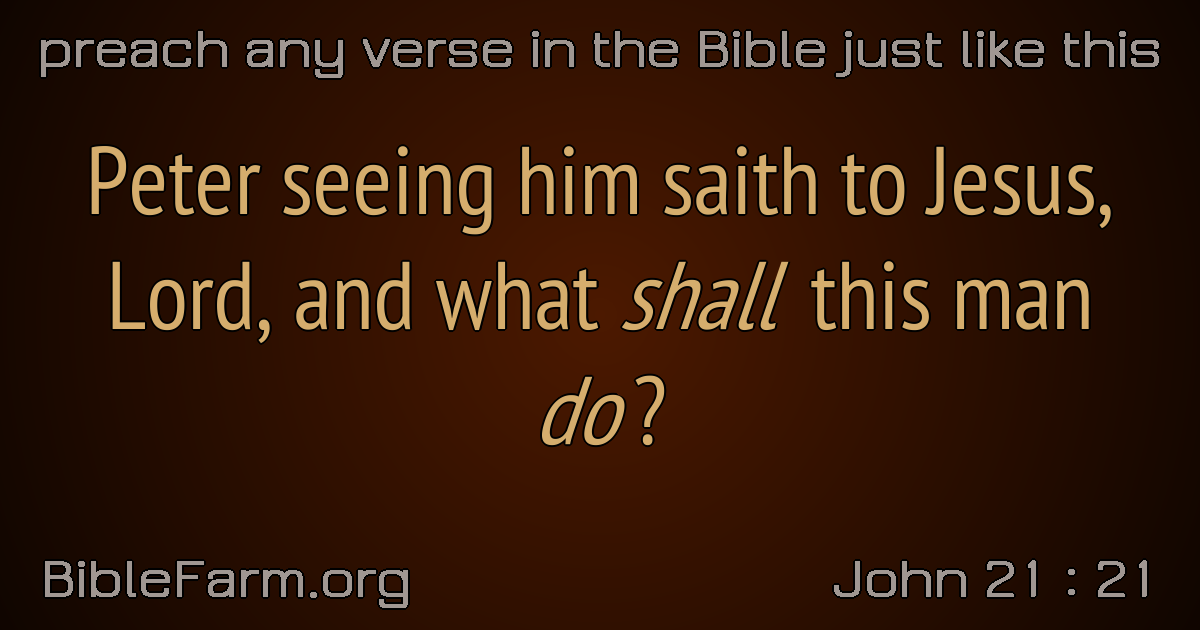 preach any verse in the Bible just like this
Peter seeing him saith to Jesus,
Lord, and what shall this man
do?
BibleFarm.org
John 21 : 21